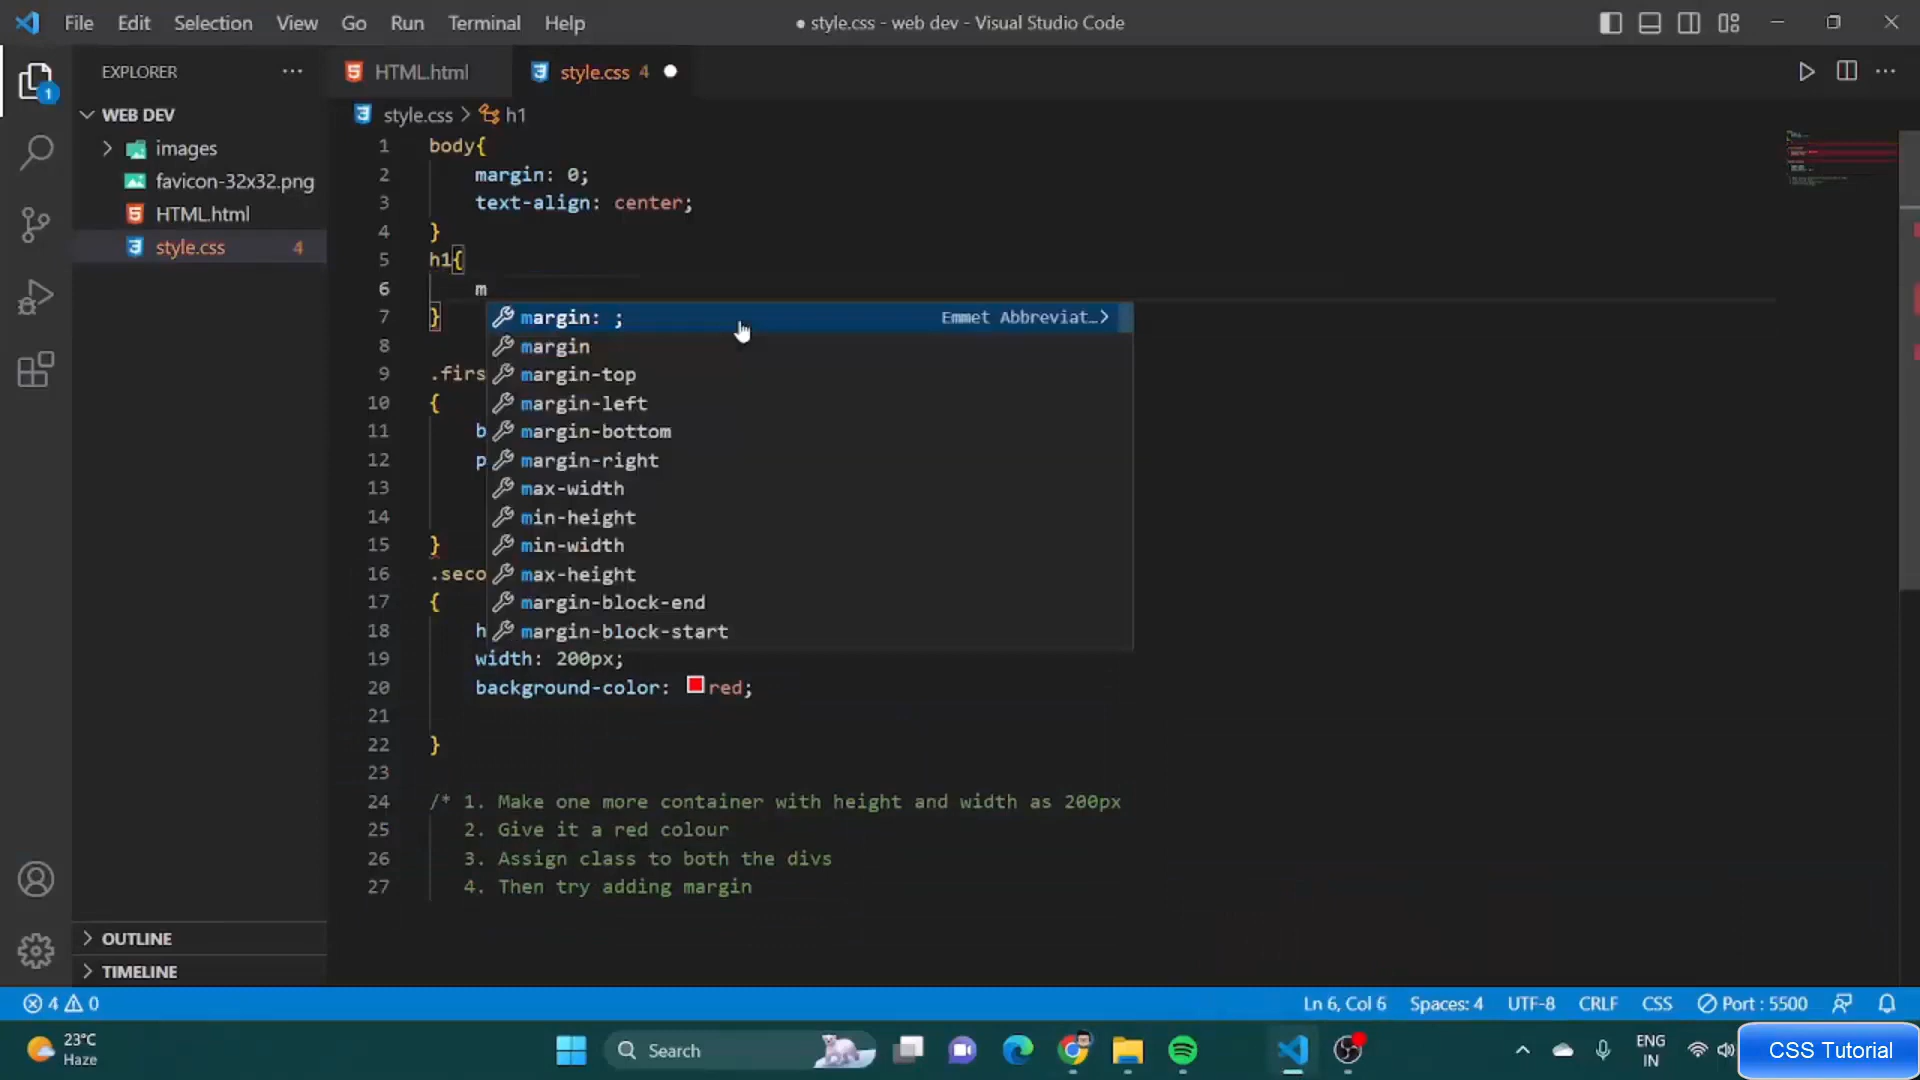 File Edit Selection View Go Run Terminal Help
● style.css - web dev - Visual Studio Code
EXPLORER
HTML.html
style.css 4
WEB DEV
style.css > h1
images
favicon-32x32.png
HTML.html
style.css 4
1 body{
2 margin: 0;
3 text-align: center;
4 }
5 h1{
6 m
7 }
margin: ; Emmet Abbreviat…>
8 margin
9 .firs margin-top
10 { margin-left
11 b margin-bottom
12 p margin-right
13 max-width
14 min-height
15 } min-width
16 .seco max-height
17 { margin-block-end
18 h margin-block-start
19 width: 200px;
20 background-color: red;
21
22 }
23
24 /* 1. Make one more container with height and width as 200px
25 2. Give it a red colour
26 3. Assign class to both the divs
27 4. Then try adding margin
OUTLINE
TIMELINE
1
4 0
Ln 6, Col 6 Spaces: 4 UTF-8 CRLF CSS Port : 5500
23°C
Haze
Search
ENG
IN
CSS Tutorial